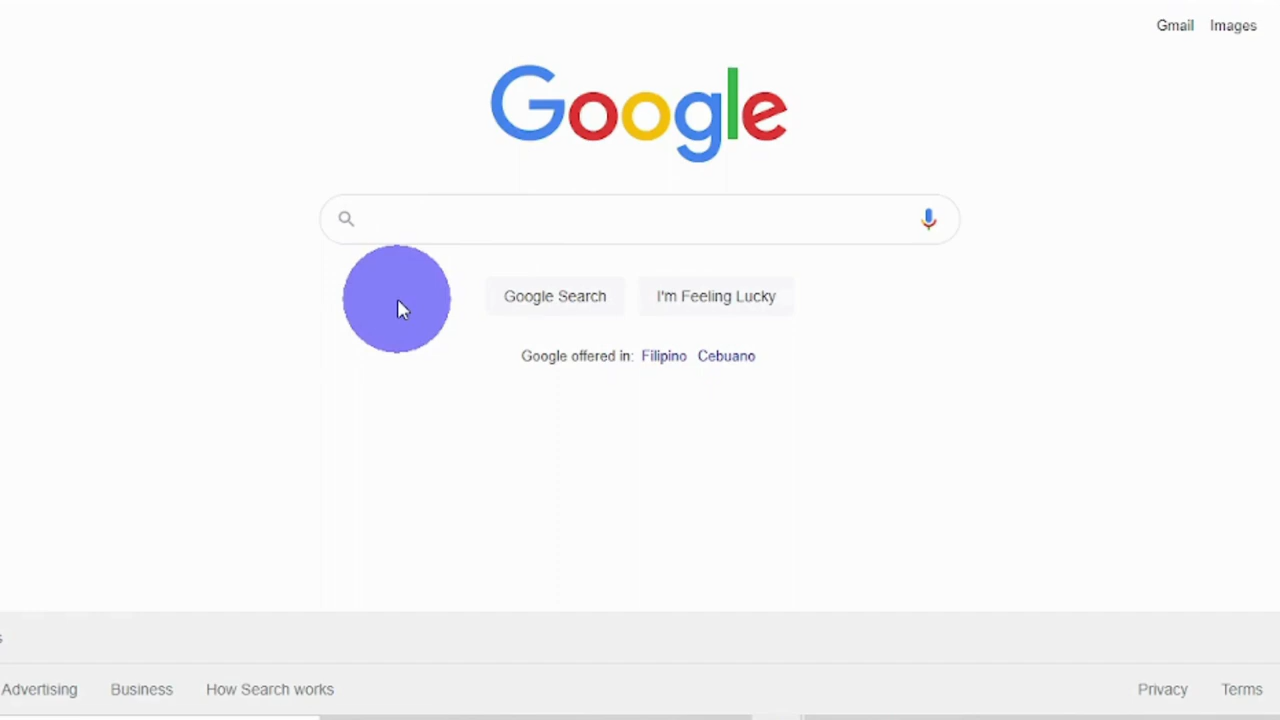 Gmail Images
Google
Google Search I'm Feeling Lucky
Google offered in: Filipino Cebuano
Advertising Business How Search works Privacy Terms